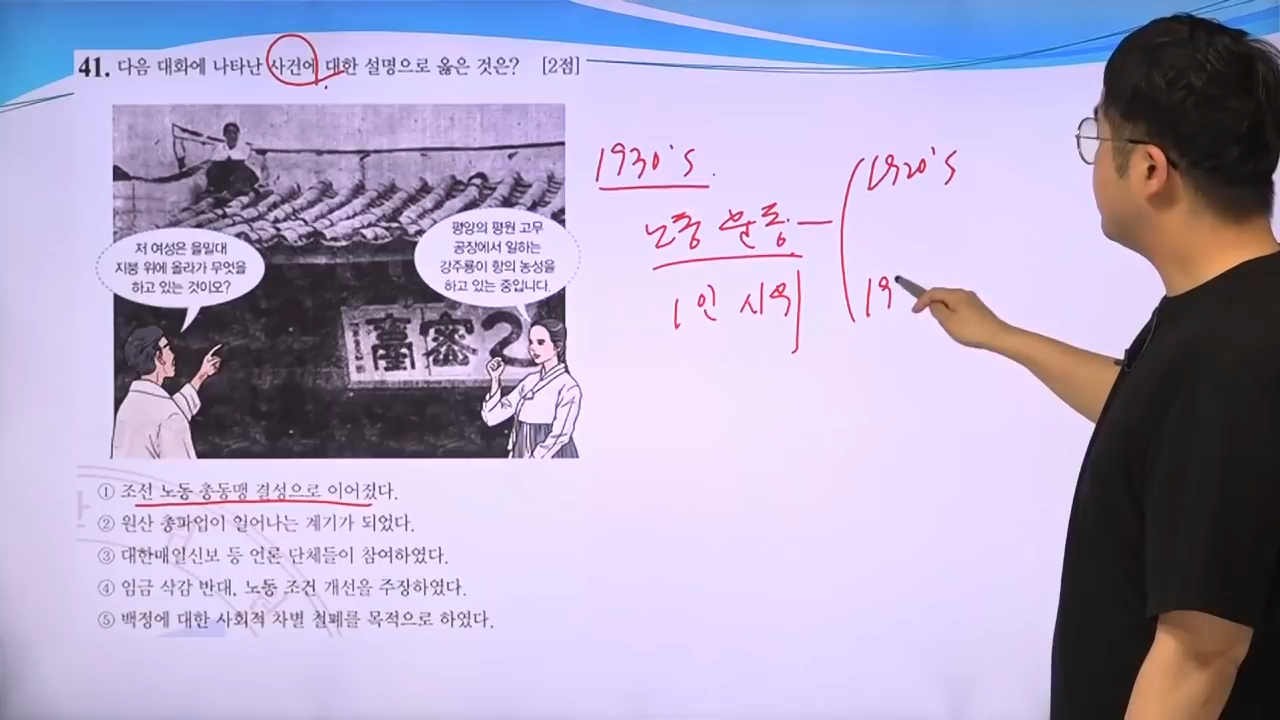 41. 다음 대화에 나타난 사건에 대한 설명으로 옳은 것은? [2점]
저 여성은 을밀대
지붕 위에 올라가 무엇을
하고 있는 것이오?
평양의 평원 고무
공장에서 일하는
강주룡이 항의 농성을
하고 있는 중입니다.
臺密乙
① 조선 노동 총동맹 결성으로 이어졌다.
② 원산 총파업이 일어나는 계기가 되었다.
③ 대한매일신보 등 언론 단체들이 참여하였다.
④ 임금 삭감 반대, 노동 조건 개선을 주장하였다.
⑤ 백정에 대한 사회적 차별 철폐를 목적으로 하였다.
1930's.
노동 운동
1인 시위
1920's
19